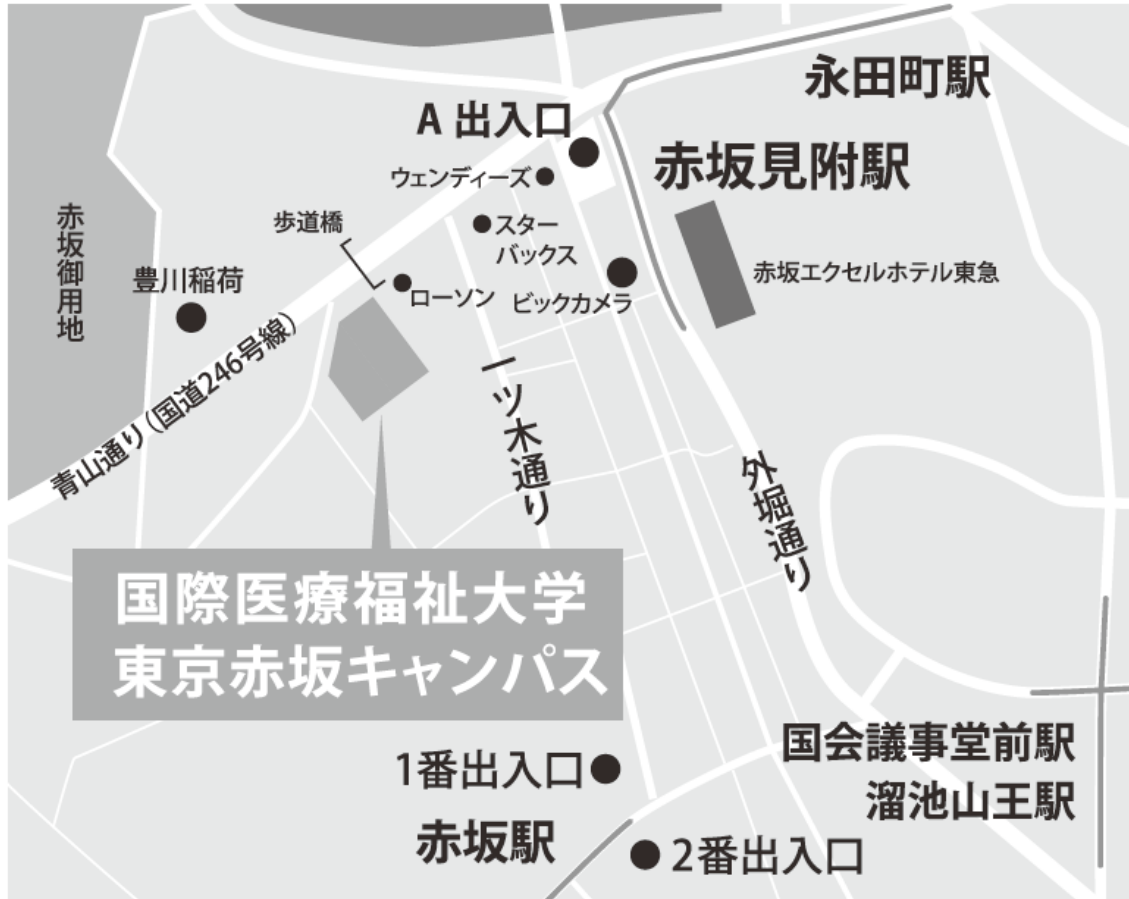 永田町駅
A 出入口
赤坂見附駅
ウェンディーズ
スター
バックス
歩道橋
赤坂御用地
豊川稲荷
ローソン
ビックカメラ
赤坂エクセルホテル東急
青山通り(国道246号線)
一ツ木通り
外堀通り
国際医療福祉大学
東京赤坂キャンパス
国会議事堂前駅
溜池山王駅
1番出入口
赤坂駅
2番出入口